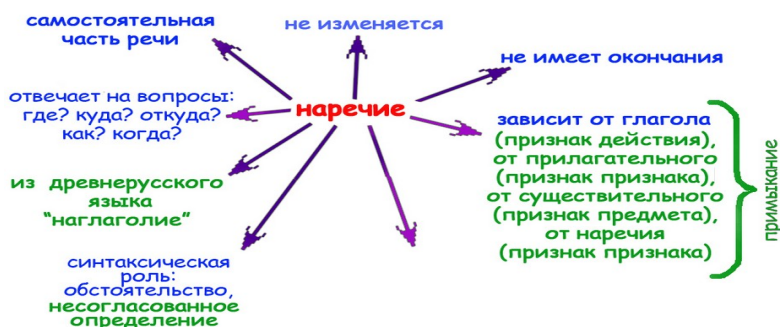 самостоятельная
часть речи
не изменяется
не имеет окончания
наречие
отвечает на вопросы:
где? куда? откуда?
как? когда?
зависит от глагола
(признак действия),
от прилагательного
(признак признака),
от существительного
(признак предмета),
от наречия
(признак признака)
примыкание
из древнерусского
языка
“наглаголие”
синтаксическая
роль:
обстоятельство,
несогласованное
определение